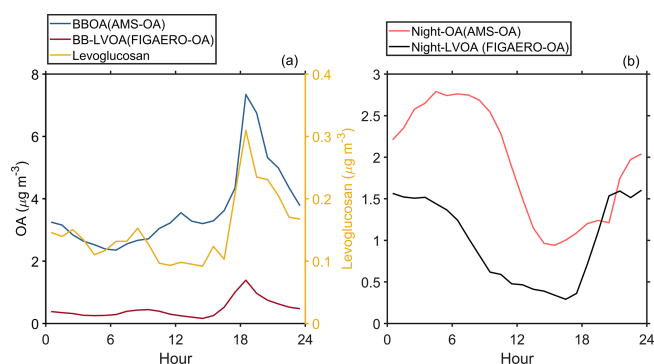 BBOA(AMS-OA)
BB-LVOA(FIGAERO-OA)
Levoglucosan
(a)
8
6
4
2
0
OA (μg m⁻³)
0.4
0.3
0.2
0.1
0
Levoglucosan (μg m⁻³)
0 6 12 18 24
Hour
Night-OA(AMS-OA)
Night-LVOA (FIGAERO-OA)
(b)
3
2.5
2
1.5
1
0.5
0
0 6 12 18 24
Hour